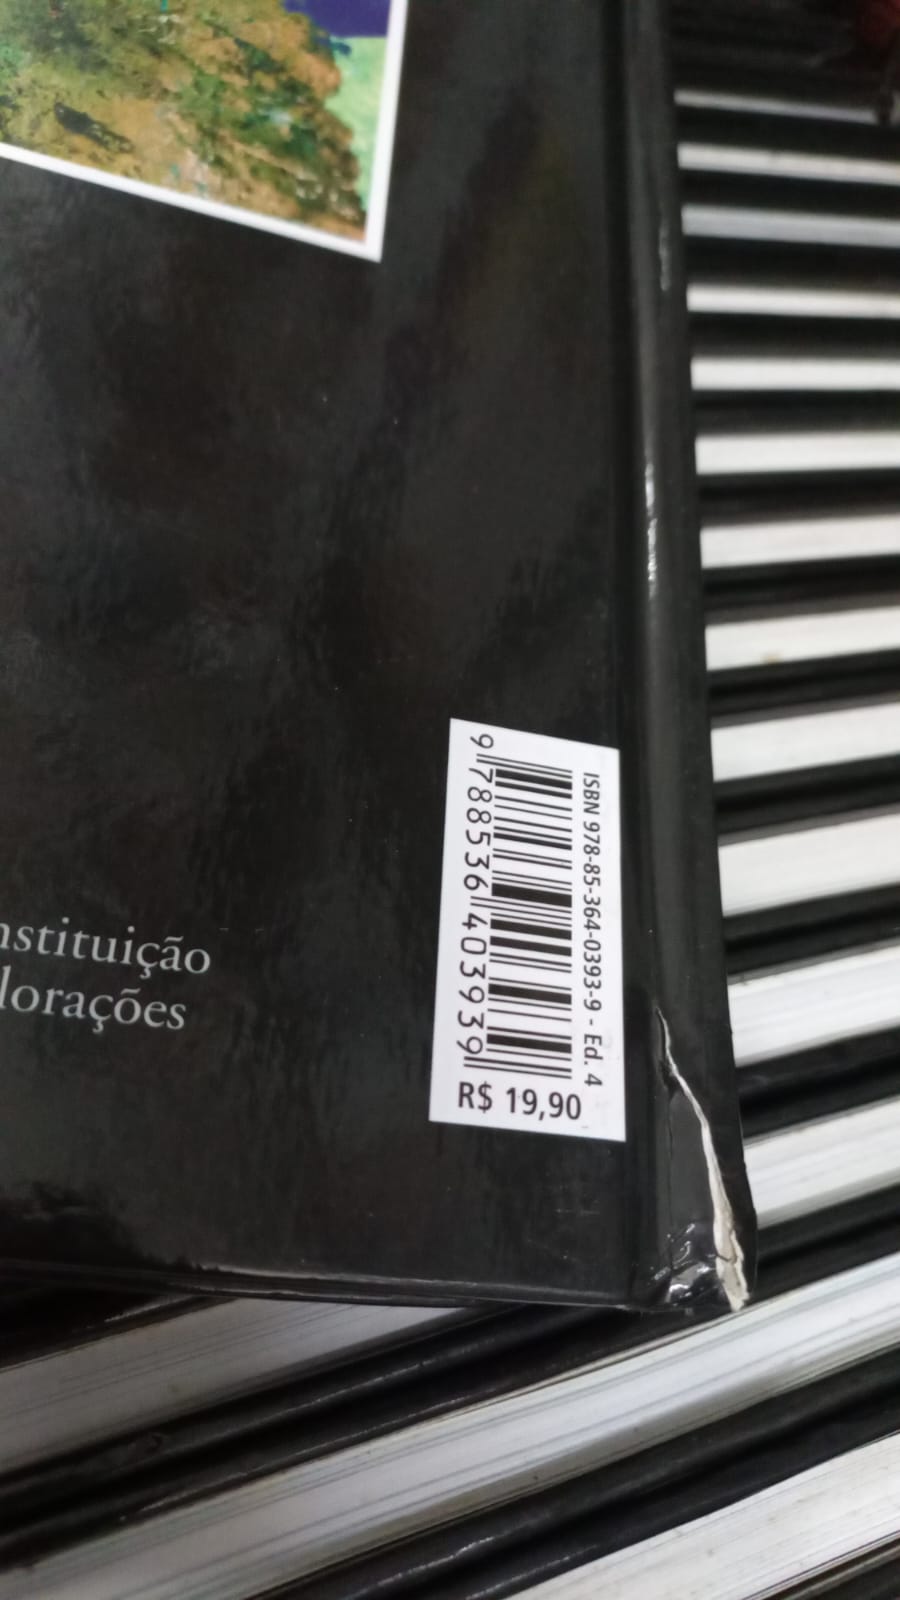 nstituição
lorações
ISBN 978-85-364-0393-9 - Ed. 4
9 788536 403939
R$ 19,90